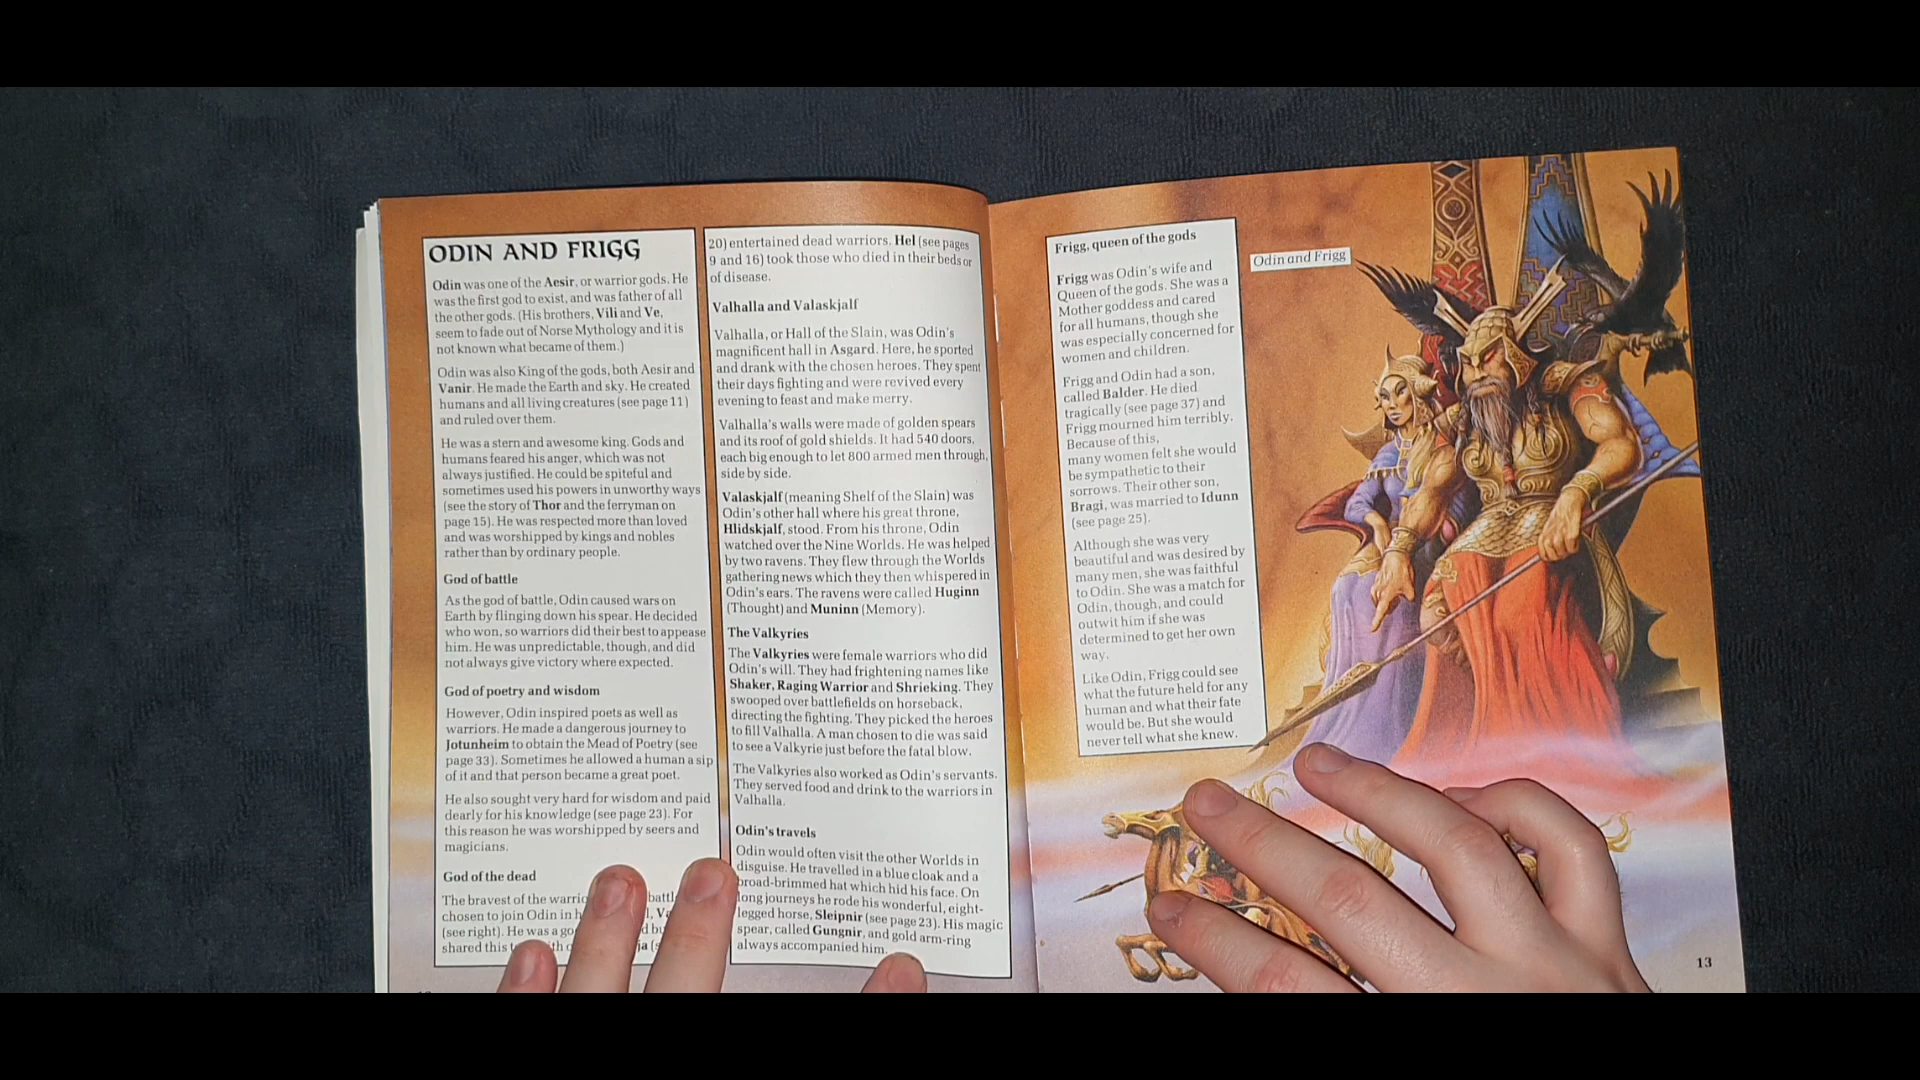 ODIN AND FRIGG
Odin was one of the Aesir, or warrior gods. He
was the first god to exist, and was father of all
the other gods. (His brothers, Vili and Ve,
seem to fade out of Norse Mythology and it is
not known what became of them.)
Odin was also King of the gods, both Aesir and
Vanir. He made the Earth and sky. He created
humans and all living creatures (see page 11)
and ruled over them.
He was a stern and awesome king. Gods and
humans feared his anger, which was not
always justified. He could be spiteful and
sometimes used his powers in unworthy ways
(see the story of Thor and the ferryman on
page 15). He was respected more than loved
and was worshipped by kings and nobles
rather than by ordinary people.
God of battle
As the god of battle, Odin caused wars on
Earth by flinging down his spear. He decided
who won, so warriors did their best to appease
him. He was unpredictable, though, and did
not always give victory where expected.
God of poetry and wisdom
However, Odin inspired poets as well as
warriors. He made a dangerous journey to
Jotunheim to obtain the Mead of Poetry (see
page 33). Sometimes he allowed a human a sip
of it and that person became a great poet.
He also sought very hard for wisdom and paid
dearly for his knowledge (see page 23). For
this reason he was worshipped by seers and
magicians.
God of the dead
The bravest of the
chosen to join Odin in
(see right). He was a
shared this
20) entertained dead warriors. Hel (see pages
9 and 16) took those who died in their beds or
of disease.
Valhalla and Valaskjalf
Valhalla, or Hall of the Slain, was Odin's
magnificent hall in Asgard. Here, he sported
and drank with the chosen heroes. They spent
their days fighting and were revived every
evening to feast and make merry.
Valhalla's walls were made of golden spears
and its roof of gold shields. It had 540 doors,
each big enough to let 800 armed men through,
side by side.
Valaskjalf (meaning Shelf of the Slain) was
Odin's other hall where his great throne,
Hlidskjalf, stood. From his throne, Odin
watched over the Nine Worlds. He was helped
by two ravens. They flew through the Worlds
gathering news which they then whispered in
Odin's ears. The ravens were called Huginn
(Thought) and Muninn (Memory).
The Valkyries
The Valkyries were female warriors who did
Odin's will. They had frightening names like
Shaker, Raging Warrior and Shrieking. They
swooped over battlefields on horseback,
directing the fighting. They picked the heroes
to fill Valhalla. A man chosen to die was said
to see a Valkyrie just before the fatal blow.
The Valkyries also worked as Odin's servants.
They served food and drink to the warriors in
Valhalla.
Odin's travels
Odin would often visit the other Worlds in
disguise. He travelled in a blue cloak and a
broad-brimmed hat which hid his face. On
long journeys he rode his wonderful, eight-
legged horse, Sleipnir (see page 23). His magic
spear, called Gungnir, and gold arm-ring
always accompanied him.
Frigg, queen of the gods
Frigg was Odin's wife and
Queen of the gods. She was a
Mother goddess and cared
for all humans, though she
was especially concerned for
women and children.
Frigg and Odin had a son,
called Balder. He died
tragically (see page 37) and
Frigg mourned him terribly.
Because of this,
many women felt she would
be sympathetic to their
sorrows. Their other son,
Bragi, was married to Idunn
(see page 25).
Although she was very
beautiful and was desired by
many men, she was faithful
to Odin. She was a match for
Odin, though, and could
outwit him if she was
determined to get her own
way.
Like Odin, Frigg could see
what the future held for any
human and what their fate
would be. But she would
never tell what she knew.
Odin and Frigg
13